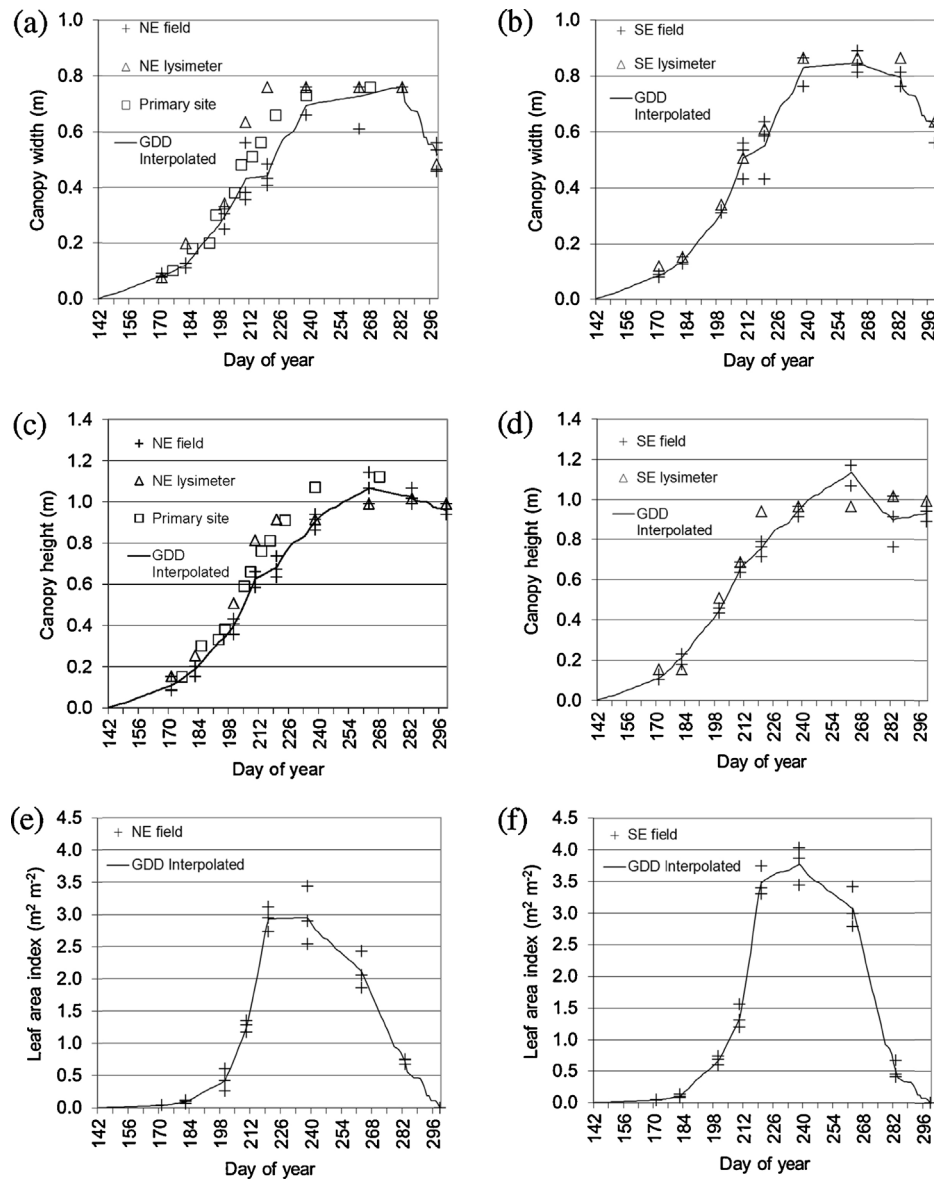 (a)
NE field
NE lysimeter
Primary site
GDD
Interpolated
Canopy width (m)
1.0
0.8
0.6
0.4
0.2
0.0
142 156 170 184 198 212 226 240 254 268 282 296
Day of year
(b)
SE field
SE lysimeter
GDD
Interpolated
Canopy width (m)
1.0
0.8
0.6
0.4
0.2
0.0
142 156 170 184 198 212 226 240 254 268 282 296
Day of year
(c)
NE field
NE lysimeter
Primary site
GDD
Interpolated
Canopy height (m)
1.4
1.2
1.0
0.8
0.6
0.4
0.2
0.0
142 156 170 184 198 212 226 240 254 268 282 296
Day of year
(d)
SE field
SE lysimeter
GDD
Interpolated
Canopy height (m)
1.4
1.2
1.0
0.8
0.6
0.4
0.2
0.0
142 156 170 184 198 212 226 240 254 268 282 296
Day of year
(e)
NE field
GDD Interpolated
Leaf area index (m² m⁻²)
4.5
4.0
3.5
3.0
2.5
2.0
1.5
1.0
0.5
0.0
142 156 170 184 198 212 226 240 254 268 282 296
Day of year
(f)
SE field
GDD Interpolated
Leaf area index (m² m⁻²)
4.5
4.0
3.5
3.0
2.5
2.0
1.5
1.0
0.5
0.0
142 156 170 184 198 212 226 240 254 268 282 296
Day of year